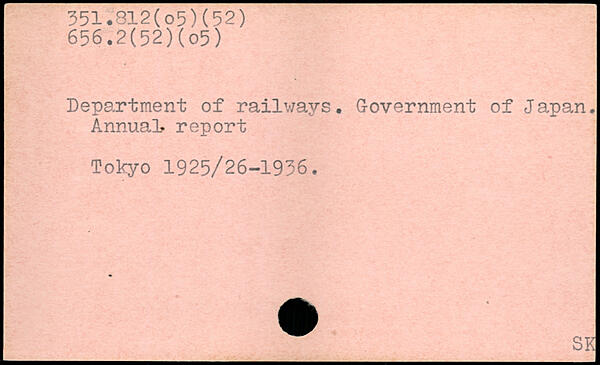 351.812(o5)(52)
656.2(52)(o5)
Department of railways. Government of Japan.
Annual report
Tokyo 1925/26-1936.
SK